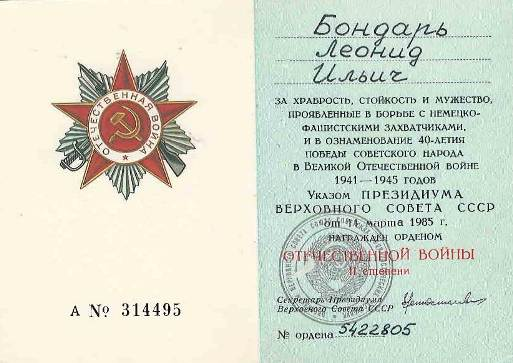 ОТЕЧЕСТВЕННАЯ ВОЙНА
А № 314495
Бондарь
Леонид
Ильич
ЗА ХРАБРОСТЬ, СТОЙКОСТЬ И МУЖЕСТВО,
ПРОЯВЛЕННЫЕ В БОРЬБЕ С НЕМЕЦКО-
ФАШИСТСКИМИ ЗАХВАТЧИКАМИ,
И В ОЗНАМЕНОВАНИЕ 40-ЛЕТИЯ
ПОБЕДЫ СОВЕТСКОГО НАРОДА
В ВЕЛИКОЙ ОТЕЧЕСТВЕННОЙ ВОЙНЕ
1941—1945 ГОДОВ
Указом ПРЕЗИДИУМА
ВЕРХОВНОГО СОВЕТА СССР
от 11 марта 1985 г.
НАГРАЖДЕН ОРДЕНОМ
ОТЕЧЕСТВЕННОЙ ВОЙНЫ
II степени
Секретарь Президиума
Верховного Совета СССР
№ ордена 5422805